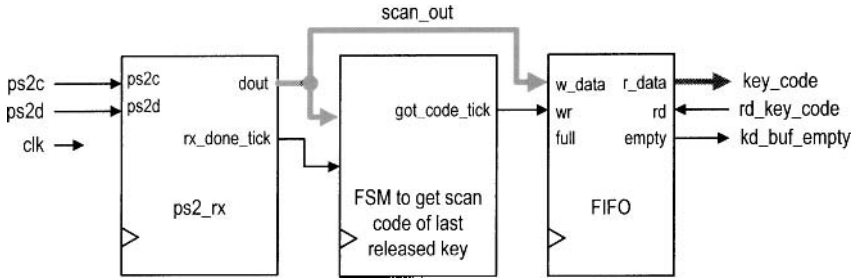 scan_out
ps2c
ps2d
clk
ps2c
ps2d
dout
rx_done_tick
ps2_rx
got_code_tick
FSM to get scan
code of last
released key
w_data
wr
full
r_data
rd
empty
FIFO
key_code
rd_key_code
kd_buf_empty